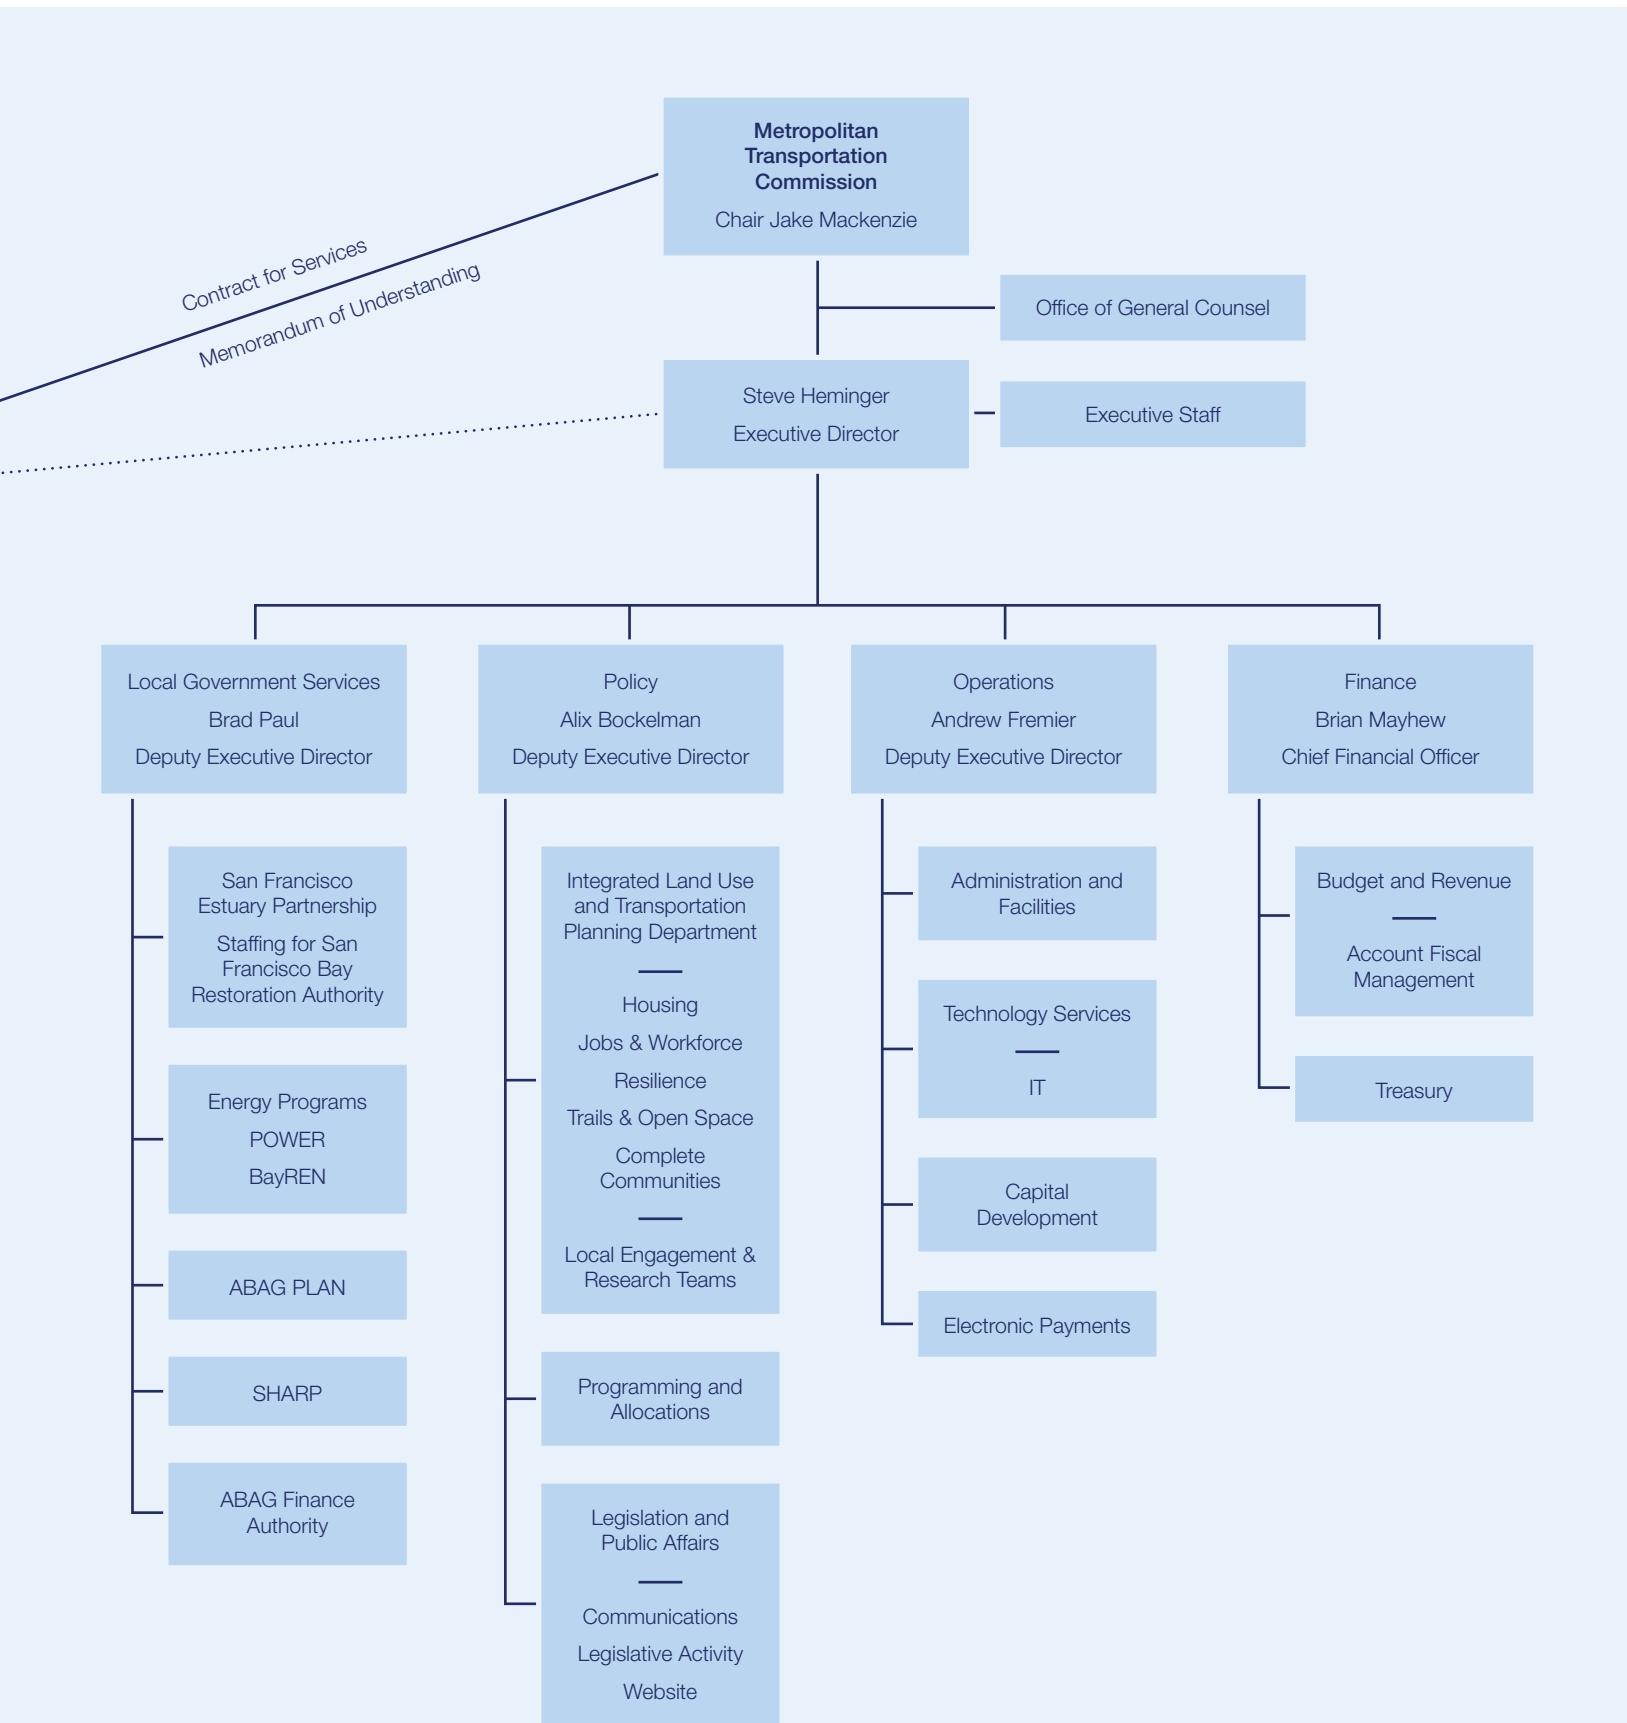 Metropolitan
Transportation
Commission
Chair Jake Mackenzie
Contract for Services
Memorandum of Understanding
Office of General Counsel
Steve Heminger
Executive Director
Executive Staff
Local Government Services
Brad Paul
Deputy Executive Director
Policy
Alix Bockelman
Deputy Executive Director
Operations
Andrew Fremier
Deputy Executive Director
Finance
Brian Mayhew
Chief Financial Officer
San Francisco
Estuary Partnership
Staffing for San
Francisco Bay
Restoration Authority
Energy Programs
POWER
BayREN
ABAG PLAN
SHARP
ABAG Finance
Authority
Integrated Land Use
and Transportation
Planning Department
Housing
Jobs & Workforce
Resilience
Trails & Open Space
Complete
Communities
Local Engagement &
Research Teams
Programming and
Allocations
Legislation and
Public Affairs
Communications
Legislative Activity
Website
Administration and
Facilities
Technology Services
IT
Capital
Development
Electronic Payments
Budget and Revenue
Account Fiscal
Management
Treasury